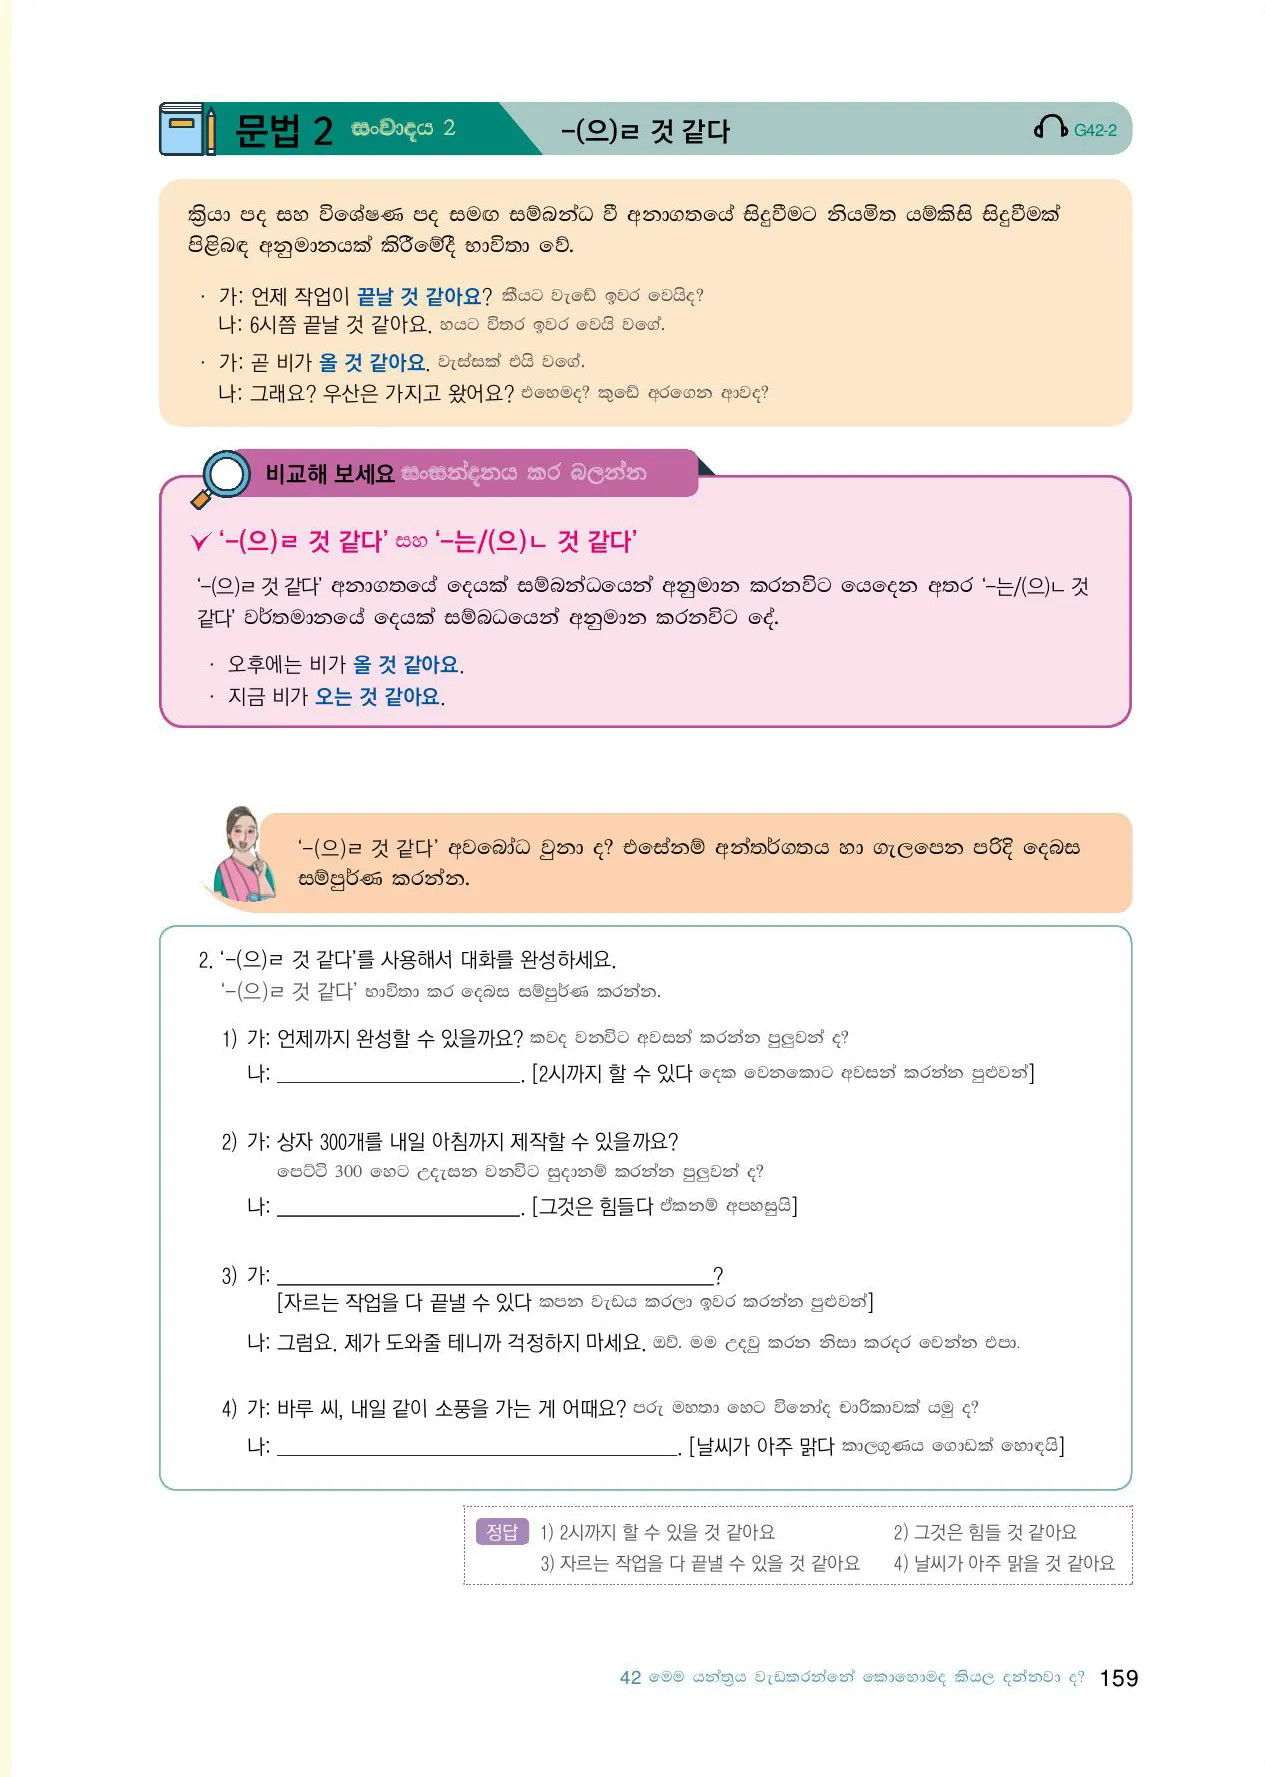 문법 2 සංවාදය 2 -(으)ㄹ 것 같다 G42-2
ක්‍රියා පද සහ විශේෂණ පද සමඟ සම්බන්ධ වී අනාගතයේ සිදුවීමට නියමිත යම්කිසි සිදුවීමක්
පිළිබඳ අනුමානයක් කිරීමේදී භාවිතා වේ.
· 가: 언제 작업이 끝날 것 같아요? කීයට වැඩේ ඉවර වෙයිද?
나: 6시쯤 끝날 것 같아요. හයට විතර ඉවර වෙයි වගේ.
· 가: 곧 비가 올 것 같아요. වැස්සක් එයි වගේ.
나: 그래요? 우산은 가지고 왔어요? එහෙමද? කුඩේ අරගෙන ආවද?
비교해 보세요 සංසන්දනය කර බලන්න
‘-(으)ㄹ 것 같다’ සහ ‘-는/(으)ㄴ 것 같다’
‘-(으)ㄹ 것 같다’ අනාගතයේ දෙයක් සම්බන්ධයෙන් අනුමාන කරනවිට යෙදෙන අතර ‘-는/(으)ㄴ 것
같다’ වර්තමානයේ දෙයක් සම්බධයෙන් අනුමාන කරනවිට දේ.
· 오후에는 비가 올 것 같아요.
· 지금 비가 오는 것 같아요.
‘-(으)ㄹ 것 같다’ අවබෝධ වුනා ද? එසේනම් අන්තර්ගතය හා ගැලපෙන පරිදි දෙබස
සම්පුර්ණ කරන්න.
2. ‘-(으)ㄹ 것 같다’를 사용해서 대화를 완성하세요.
‘-(으)ㄹ 것 같다’ භාවිතා කර දෙබස සම්පුර්ණ කරන්න.
1) 가: 언제까지 완성할 수 있을까요? කවද වනවිට අවසන් කරන්න පුලුවන් ද?
나: ____________________. [2시까지 할 수 있다 දෙක වෙනකොට අවසන් කරන්න පුළුවන්]
2) 가: 상자 300개를 내일 아침까지 제작할 수 있을까요?
පෙට්ටි 300 හෙට උදැසන වනවිට සුදානම් කරන්න පුලුවන් ද?
나: ____________________. [그것은 힘들다 ඒකනම් අපහසුයි]
3) 가: ____________________?
[자르는 작업을 다 끝낼 수 있다 කපන වැඩය කරලා ඉවර කරන්න පුළුවන්]
나: 그럼요. 제가 도와줄 테니까 걱정하지 마세요. ඔව්. මම උදවු කරන නිසා කරදර වෙන්න එපා.
4) 가: 바루 씨, 내일 같이 소풍을 가는 게 어때요? පරු මහතා හෙට විනෝද චාරිකාවක් යමු ද?
나: ____________________. [날씨가 아주 맑다 කාලගුණය ගොඩක් හොඳයි]
정답 1) 2시까지 할 수 있을 것 같아요 2) 그것은 힘들 것 같아요
3) 자르는 작업을 다 끝낼 수 있을 것 같아요 4) 날씨가 아주 맑을 것 같아요
42 මෙම යන්ත්‍රය වැඩකරන්නේ කොහොමද කියල දන්නවා ද? 159